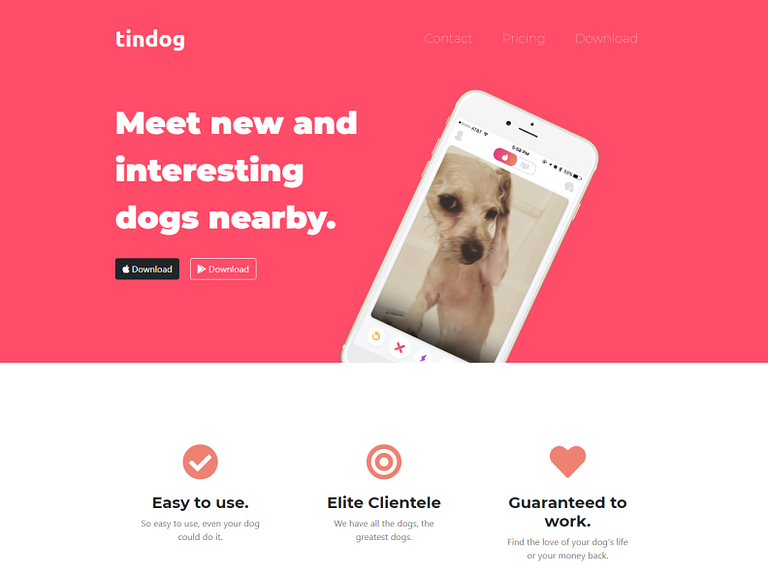 tindog
Contact Pricing Download
Meet new and
interesting
dogs nearby.
Download Download
AT&T 5:58 PM 50%
Easy to use.
So easy to use, even your dog
could do it.
Elite Clientele
We have all the dogs, the
greatest dogs.
Guaranteed to
work.
Find the love of your dog's life
or your money back.